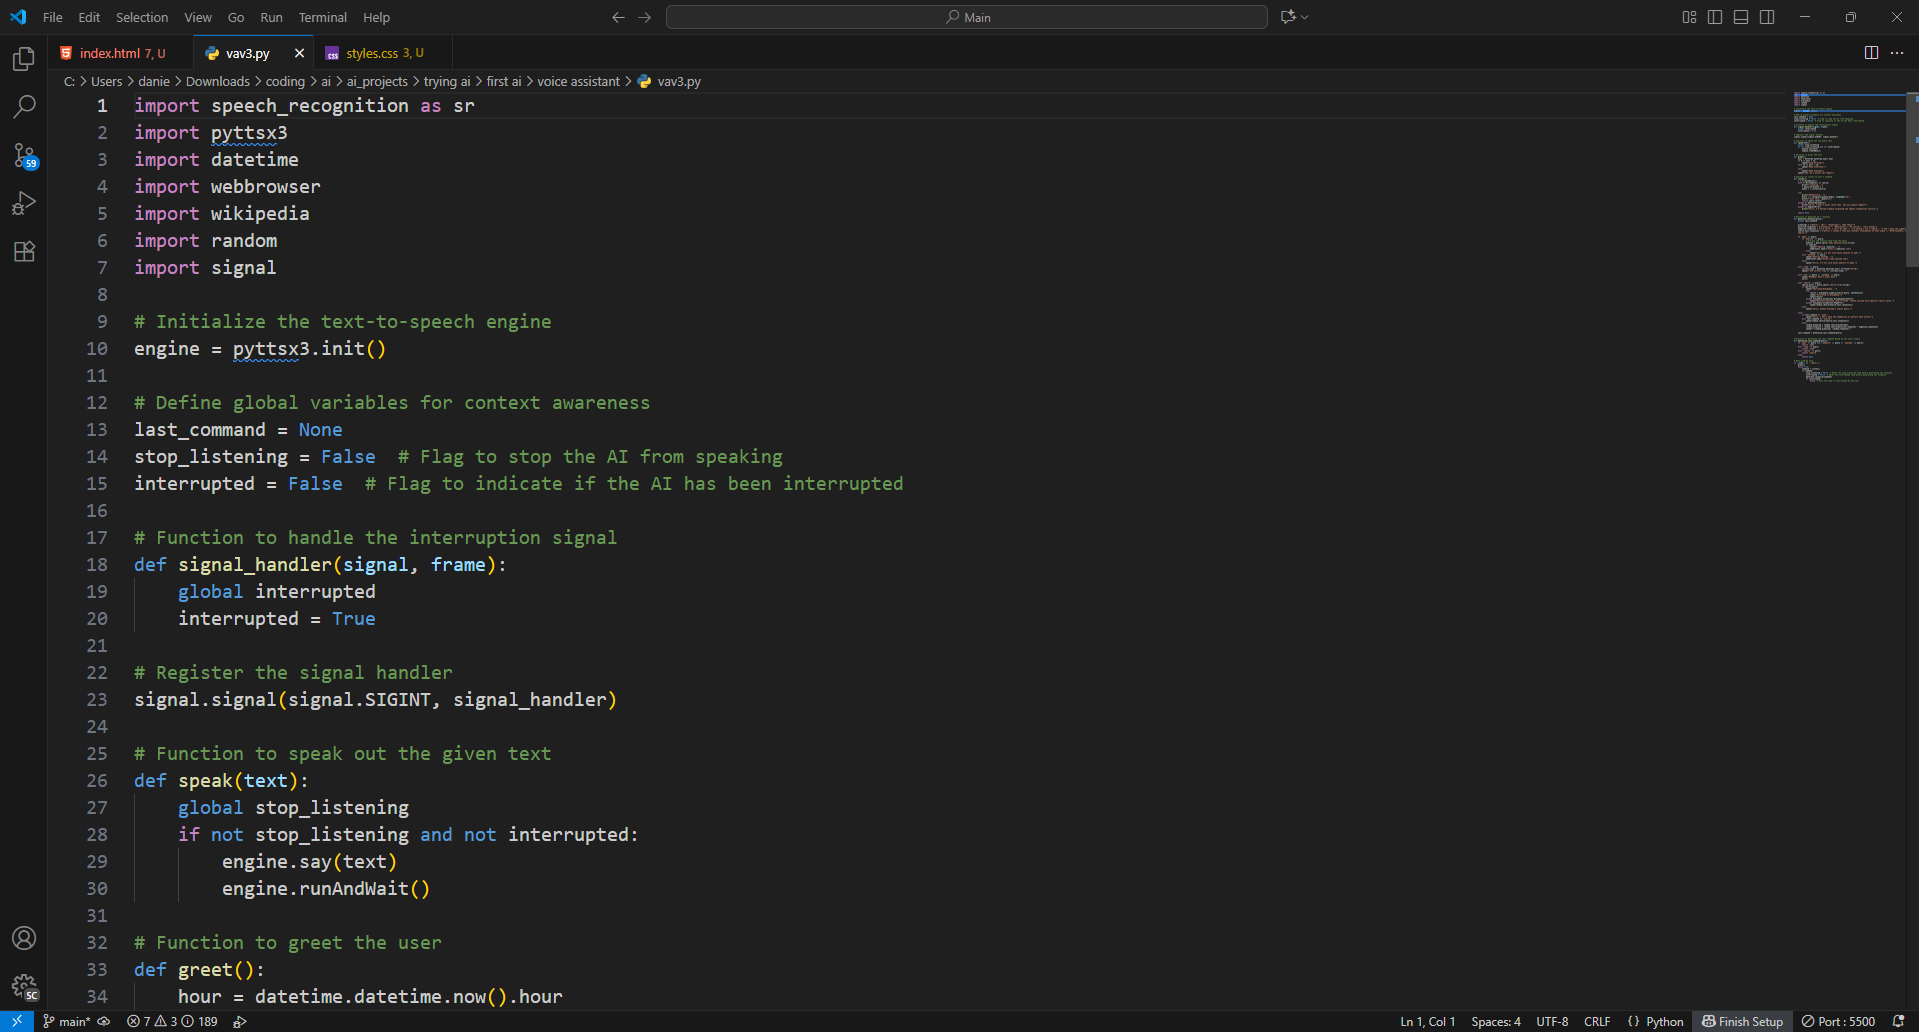 File Edit Selection View Go Run Terminal Help
Main
index.html 7, U
vav3.py
styles.css 3, U
C: > Users > danie > Downloads > coding > ai > ai_projects > trying ai > first ai > voice assistant > vav3.py
1 import speech_recognition as sr
2 import pyttsx3
3 import datetime
4 import webbrowser
5 import wikipedia
6 import random
7 import signal
8
9 # Initialize the text-to-speech engine
10 engine = pyttsx3.init()
11
12 # Define global variables for context awareness
13 last_command = None
14 stop_listening = False  # Flag to stop the AI from speaking
15 interrupted = False  # Flag to indicate if the AI has been interrupted
16
17 # Function to handle the interruption signal
18 def signal_handler(signal, frame):
19     global interrupted
20     interrupted = True
21
22 # Register the signal handler
23 signal.signal(signal.SIGINT, signal_handler)
24
25 # Function to speak out the given text
26 def speak(text):
27     global stop_listening
28     if not stop_listening and not interrupted:
29         engine.say(text)
30         engine.runAndWait()
31
32 # Function to greet the user
33 def greet():
34     hour = datetime.datetime.now().hour
59
SC
main* 7 3 189 Ln 1, Col 1 Spaces: 4 UTF-8 CRLF {} Python Finish Setup Port : 5500